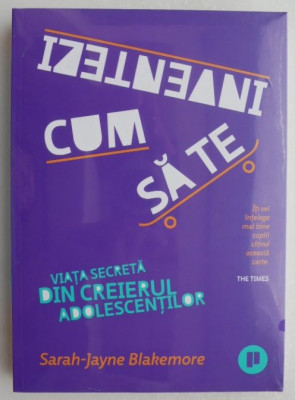 CUM
SĂ TE
INVENTEZI
Îți vei
înțelege
mai bine
copiii
citind
această
carte.
THE TIMES
VIAȚA SECRETĂ
DIN CREIERUL
ADOLESCENȚILOR
Sarah-Jayne Blakemore
p